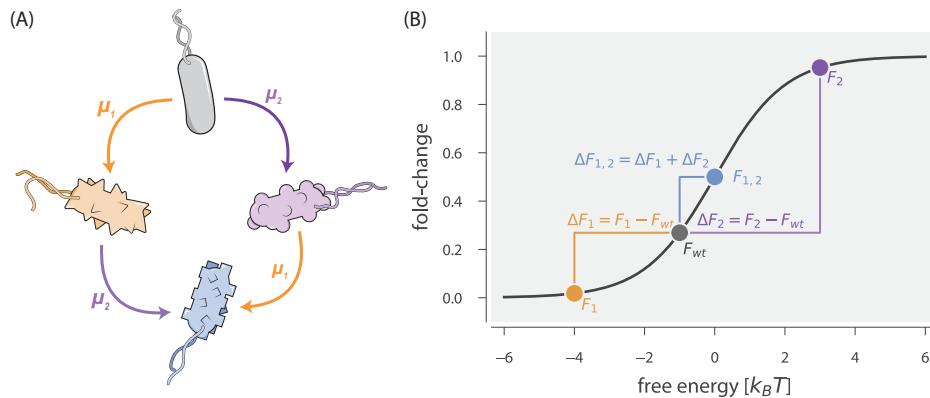 (A)
μ1
μ2
μ2
μ1
(B)
fold-change
1.0
0.8
0.6
0.4
0.2
0.0
F2
ΔF1,2 = ΔF1 + ΔF2
F1,2
ΔF1 = F1 − Fwt
ΔF2 = F2 − Fwt
Fwt
F1
−6 −4 −2 0 2 4 6
free energy [kBT]